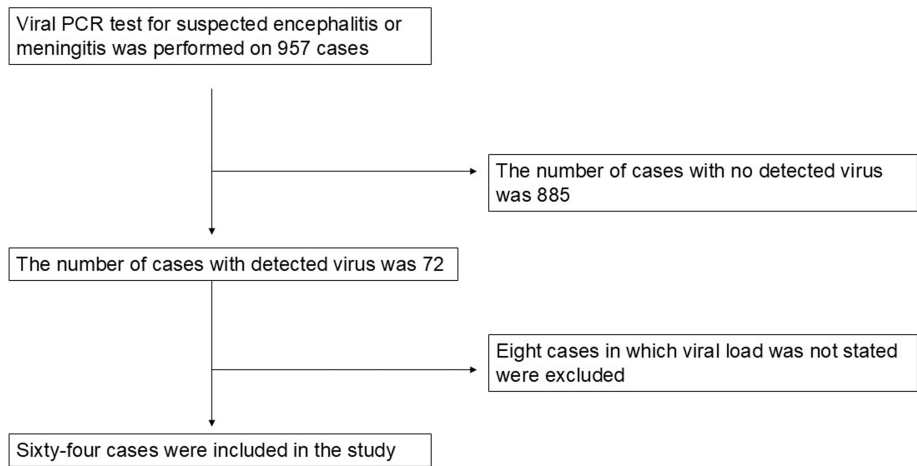 Viral PCR test for suspected encephalitis or
meningitis was performed on 957 cases
The number of cases with no detected virus
was 885
The number of cases with detected virus was 72
Eight cases in which viral load was not stated
were excluded
Sixty-four cases were included in the study